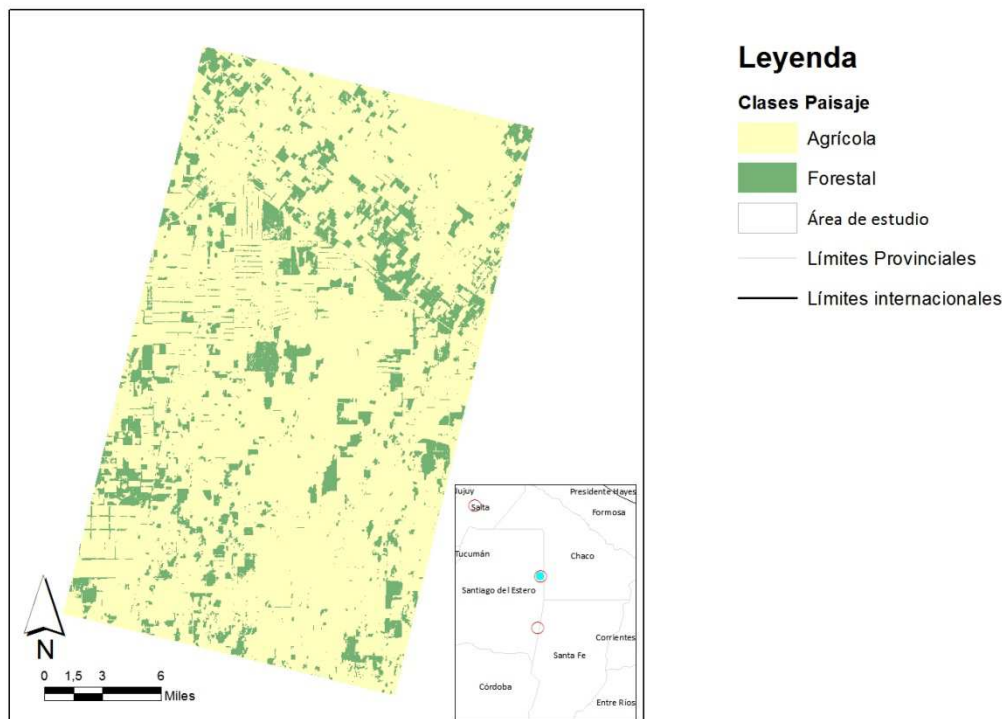 Leyenda
Clases Paisaje
Agrícola
Forestal
Área de estudio
Límites Provinciales
Límites internacionales
Jujuy
Salta
Presidente Hayes
Formosa
Tucumán
Chaco
Santiago del Estero
Corrientes
Santa Fe
Córdoba
Entre Ríos
N
0 1,5 3 6
Miles